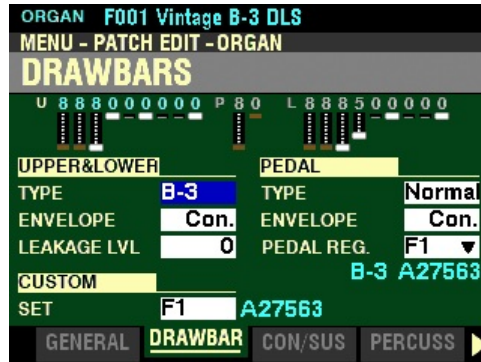 ORGAN F001 Vintage B-3 DLS
MENU - PATCH EDIT - ORGAN
DRAWBARS
U 888000000 P 80 L 888500000
UPPER&LOWER PEDAL
TYPE B-3 TYPE Normal
ENVELOPE Con. ENVELOPE Con.
LEAKAGE LVL 0 PEDAL REG. F1 ▼
B-3 A27563
CUSTOM
SET F1 A27563
GENERAL DRAWBAR CON/SUS PERCUSS